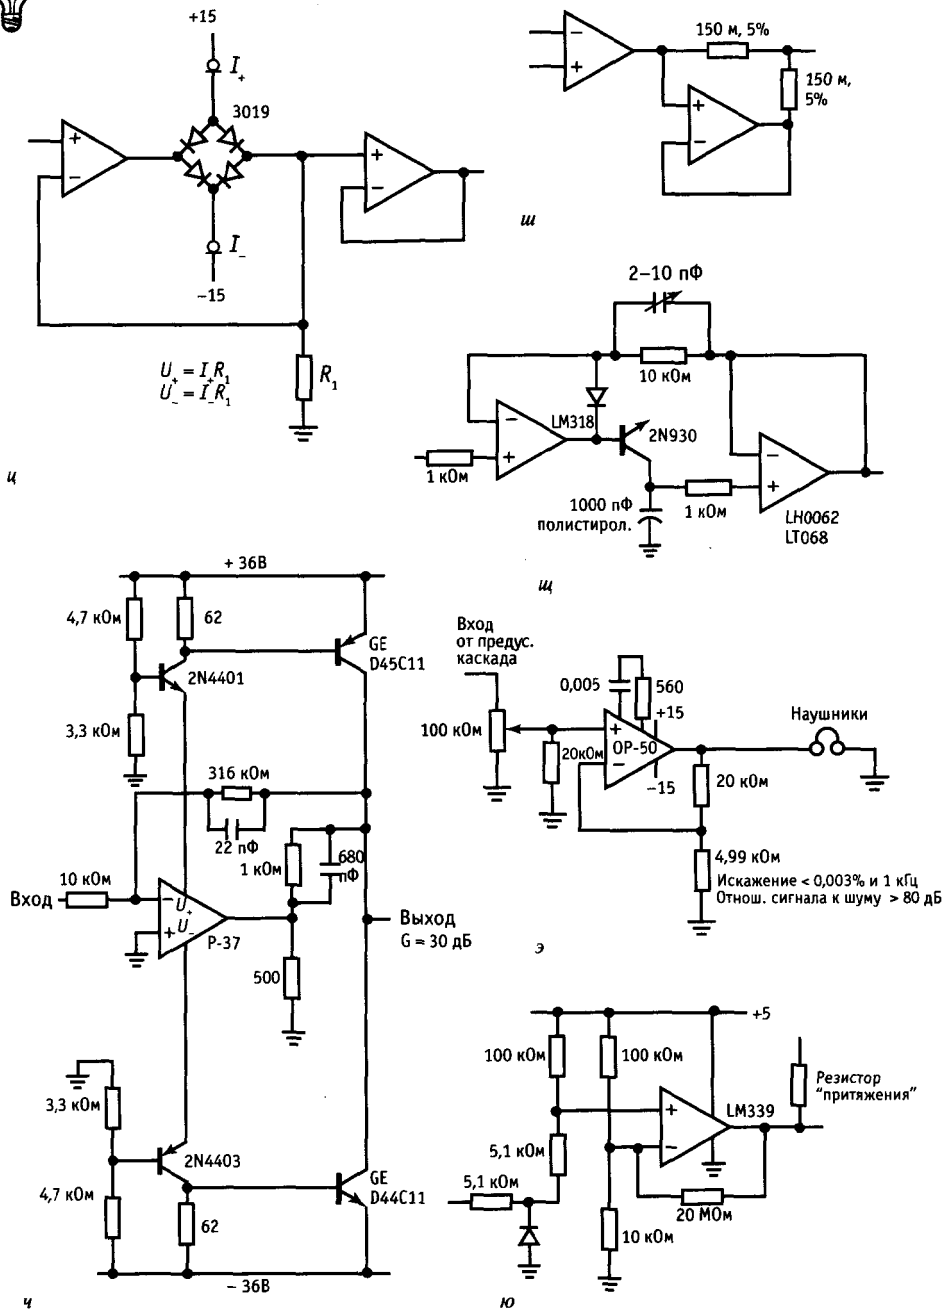 +15
I+
3019
I−
−15
U+ = I+R1
U− = I−R1
R1
ц
150 м, 5%
150 м,
5%
ш
2−10 пФ
10 кОм
LM318
2N930
1 кОм
1000 пФ
полистирол.
1 кОм
LH0062
LT068
щ
+ 36В
4,7 кОм
62
GE
D45C11
2N4401
3,3 кОм
316 кОм
22 пФ
1 кОм
680
пФ
10 кОм
Вход
U+
U−
P-37
Выход
G = 30 дБ
500
3,3 кОм
2N4403
GE
D44C11
4,7 кОм
62
− 36В
ч
Вход
от предус.
каскада
0,005
560
+15
100 кОм
20кОм
OP-50
−15
Наушники
20 кОм
4,99 кОм
Искажение < 0,003% и 1 кГц
Отнош. сигнала к шуму > 80 дБ
э
+5
100 кОм
100 кОм
LM339
Резистор
"притяжения"
5,1 кОм
5,1 кОм
20 МОм
10 кОм
ю